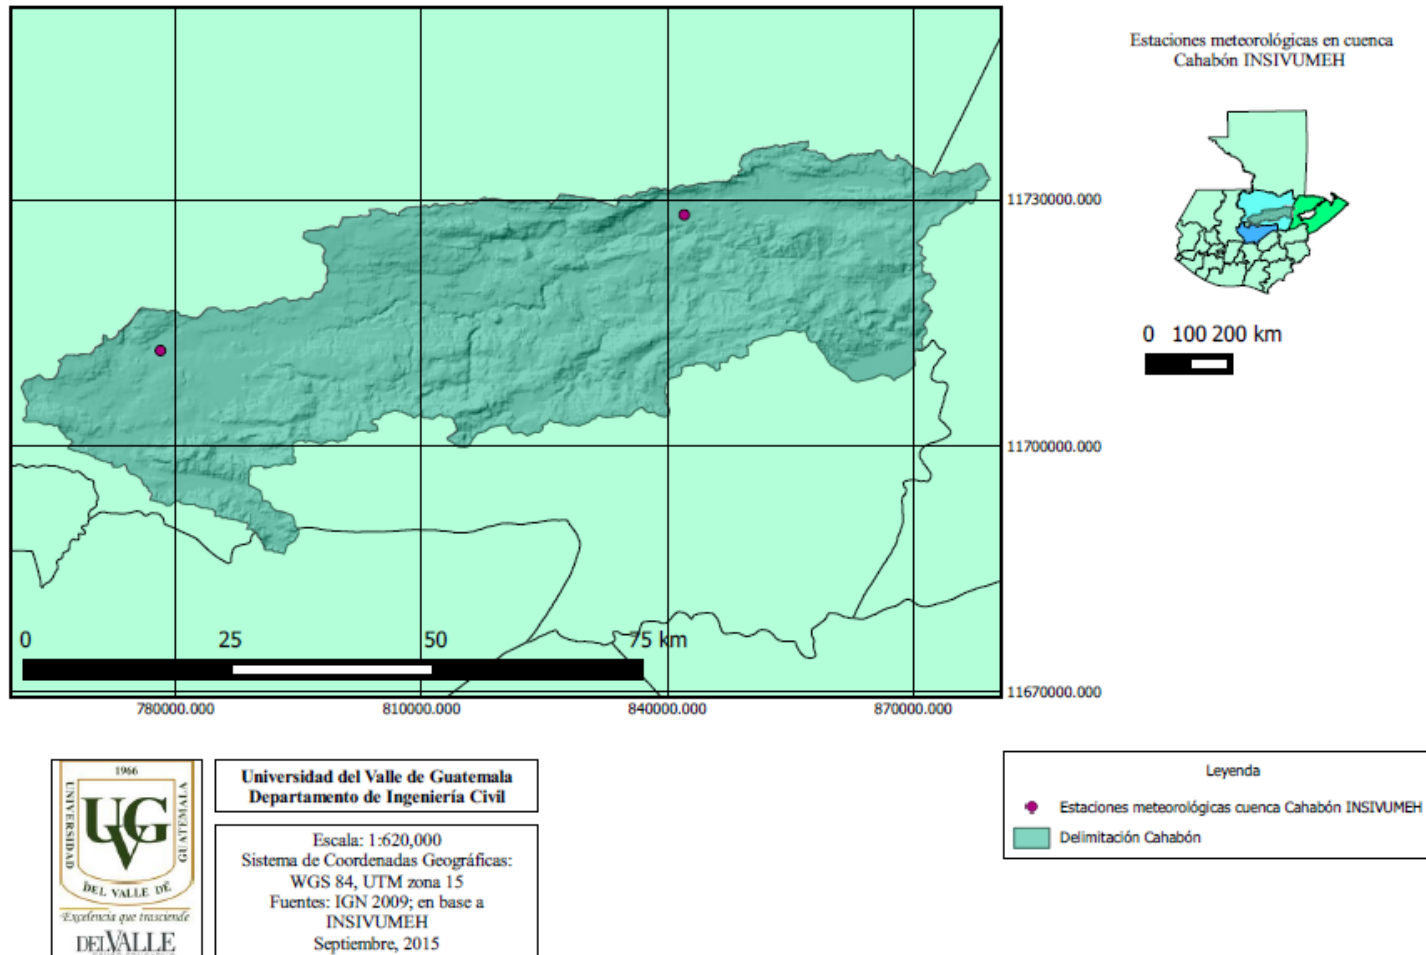 Estaciones meteorológicas en cuenca
Cahabón INSIVUMEH
0 100 200 km
11730000.000
11700000.000
11670000.000
0 25 50 75 km
780000.000 810000.000 840000.000 870000.000
1966
UNIVERSIDAD
UVG
GUATEMALA
DEL VALLE DE
Excelencia que trasciende
DEL VALLE
Universidad del Valle de Guatemala
Departamento de Ingeniería Civil
Escala: 1:620,000
Sistema de Coordenadas Geográficas:
WGS 84, UTM zona 15
Fuentes: IGN 2009; en base a
INSIVUMEH
Septiembre, 2015
Leyenda
Estaciones meteorológicas cuenca Cahabón INSIVUMEH
Delimitación Cahabón